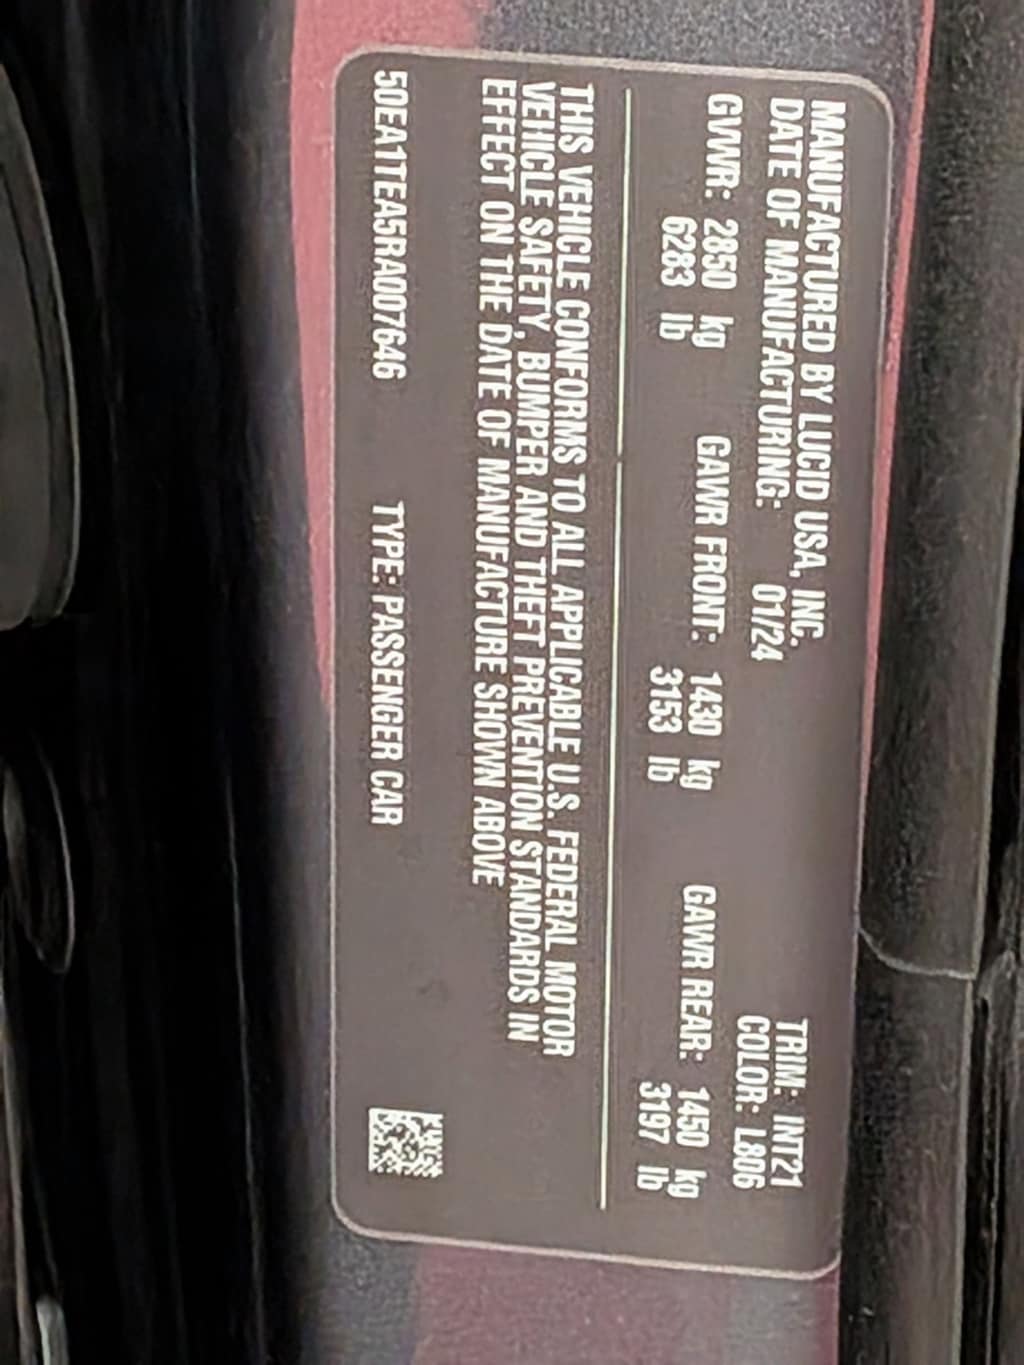 MANUFACTURED BY LUCID USA, INC. TRIM: INT21
DATE OF MANUFACTURING: 01/24 COLOR: L806
GVWR: 2850 kg GAWR FRONT: 1430 kg GAWR REAR: 1450 kg
6283 lb 3153 lb 3197 lb
THIS VEHICLE CONFORMS TO ALL APPLICABLE U.S. FEDERAL MOTOR
VEHICLE SAFETY, BUMPER AND THEFT PREVENTION STANDARDS IN
EFFECT ON THE DATE OF MANUFACTURE SHOWN ABOVE
50EA1TEA5RA007646 TYPE: PASSENGER CAR